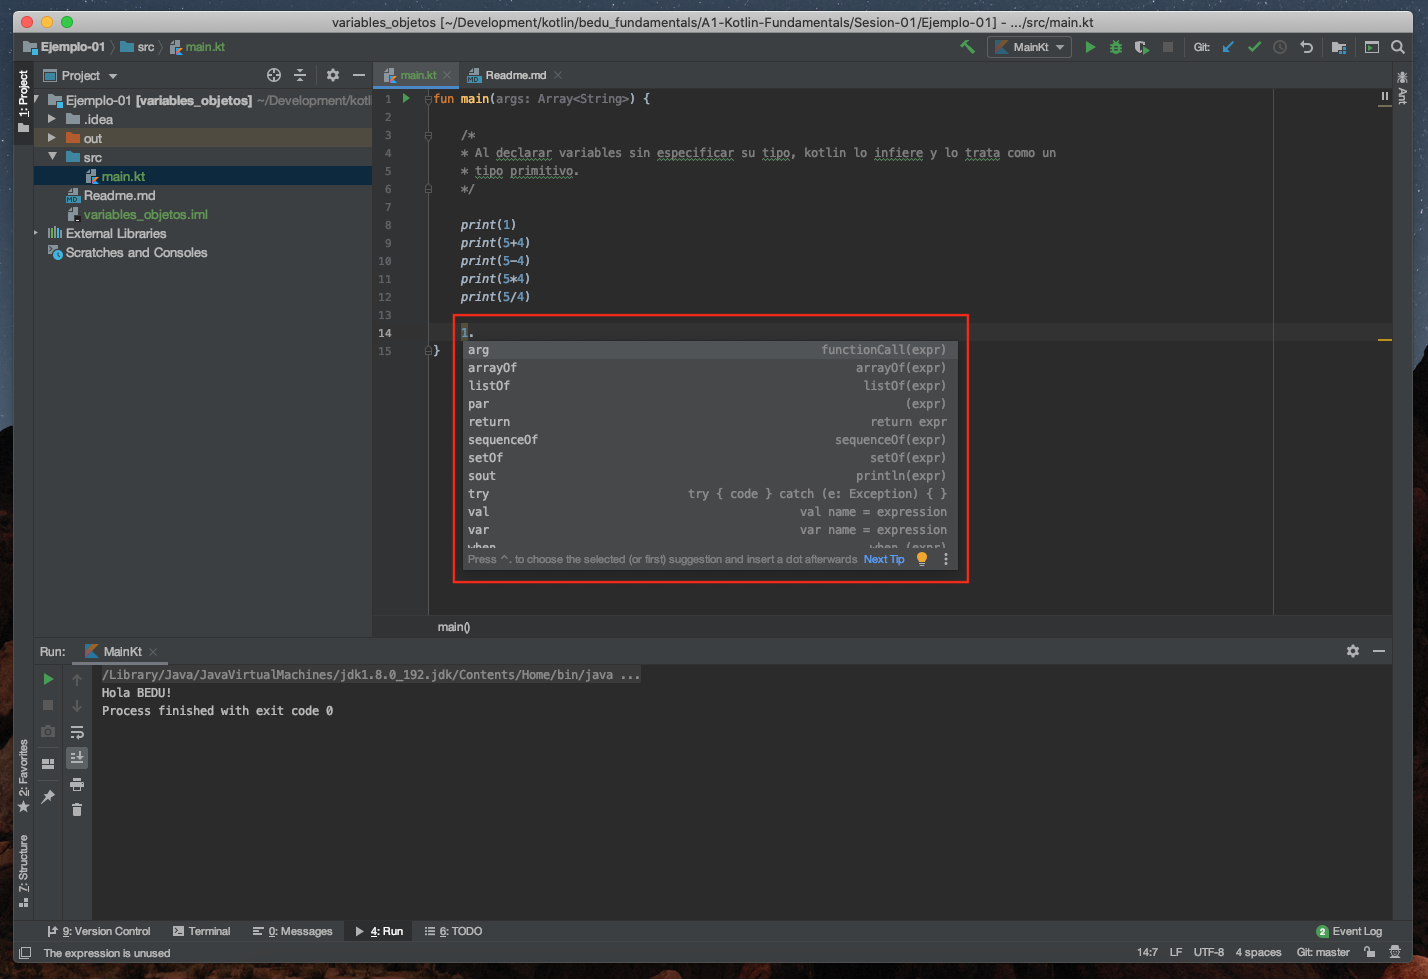 variables_objetos [~/Development/kotlin/bedu_fundamentals/A1-Kotlin-Fundamentals/Sesion-01/Ejemplo-01] - .../src/main.kt
Ejemplo-01 src main.kt
MainKt
Git:
1: Project
Project
main.kt
Readme.md
Ant
Ejemplo-01 [variables_objetos] ~/Development/kotl
.idea
out
src
main.kt
Readme.md
variables_objetos.iml
External Libraries
Scratches and Consoles
1 fun main(args: Array<String>) {
2
3 /*
4 * Al declarar variables sin especificar su tipo, kotlin lo infiere y lo trata como un
5 * tipo primitivo.
6 */
7
8 print(1)
9 print(5+4)
10 print(5-4)
11 print(5*4)
12 print(5/4)
13
14 1.
15 }
arg functionCall(expr)
arrayOf arrayOf(expr)
listOf listOf(expr)
par (expr)
return return expr
sequenceOf sequenceOf(expr)
setOf setOf(expr)
sout println(expr)
try try { code } catch (e: Exception) { }
val val name = expression
var var name = expression
when when (expr)
Press ^. to choose the selected (or first) suggestion and insert a dot afterwards Next Tip
main()
Run: MainKt
/Library/Java/JavaVirtualMachines/jdk1.8.0_192.jdk/Contents/Home/bin/java ...
Hola BEDU!
Process finished with exit code 0
2: Favorites
7: Structure
9: Version Control Terminal 0: Messages 4: Run 6: TODO
2 Event Log
The expression is unused
14:7 LF UTF-8 4 spaces Git: master